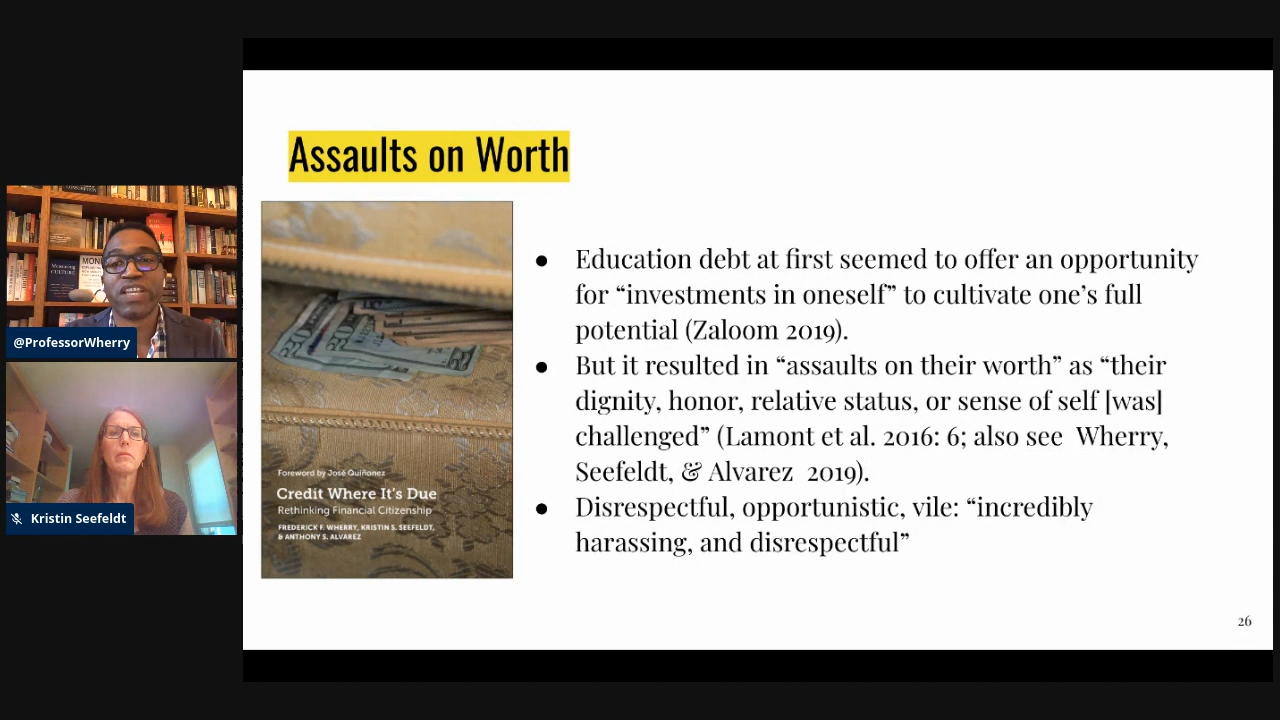 Assaults on Worth
Education debt at first seemed to offer an opportunity
for “investments in oneself” to cultivate one’s full
potential (Zaloom 2019).
But it resulted in “assaults on their worth” as “their
dignity, honor, relative status, or sense of self [was]
challenged” (Lamont et al. 2016: 6; also see Wherry,
Seefeldt, & Alvarez 2019).
Disrespectful, opportunistic, vile: “incredibly
harassing, and disrespectful”
Foreword by José Quiñonez
Credit Where It’s Due
Rethinking Financial Citizenship
FREDERICK F. WHERRY, KRISTIN S. SEEFELDT,
& ANTHONY S. ALVAREZ
@ProfessorWherry
Kristin Seefeldt
26